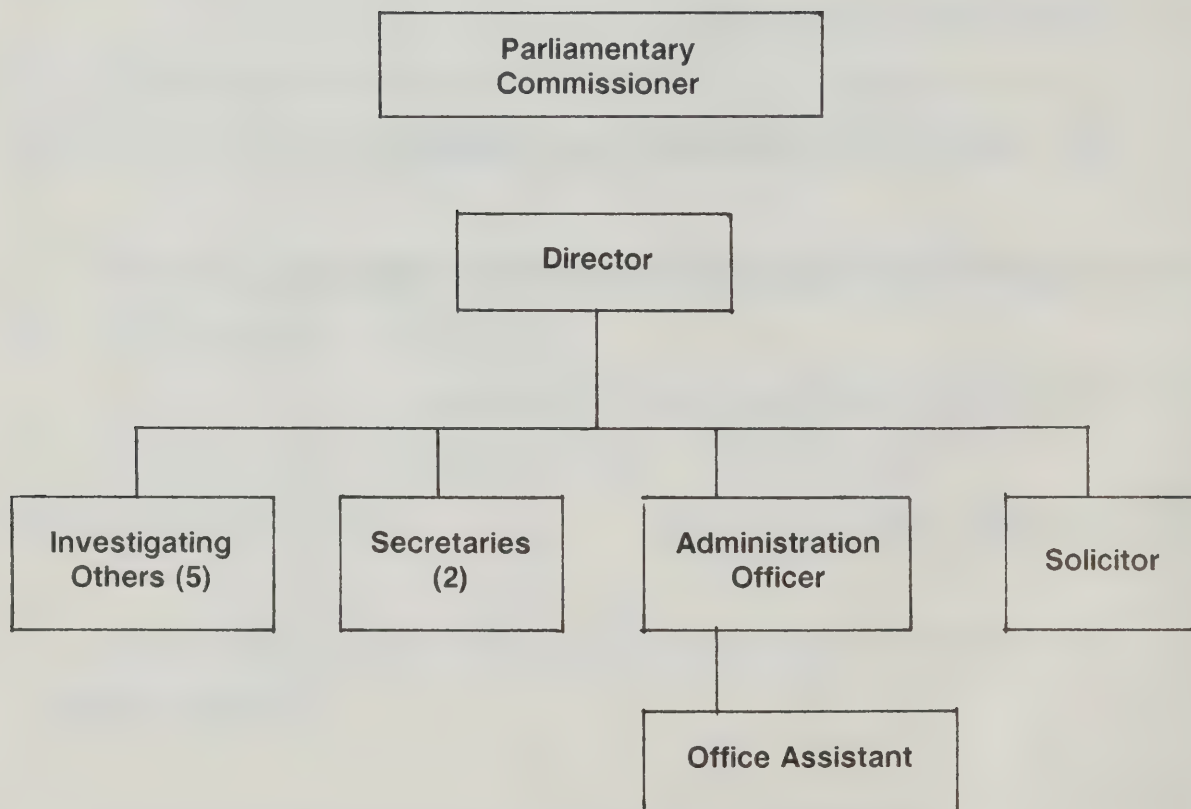 Parliamentary
Commissioner
Director
Investigating
Others (5)
Secretaries
(2)
Administration
Officer
Solicitor
Office Assistant